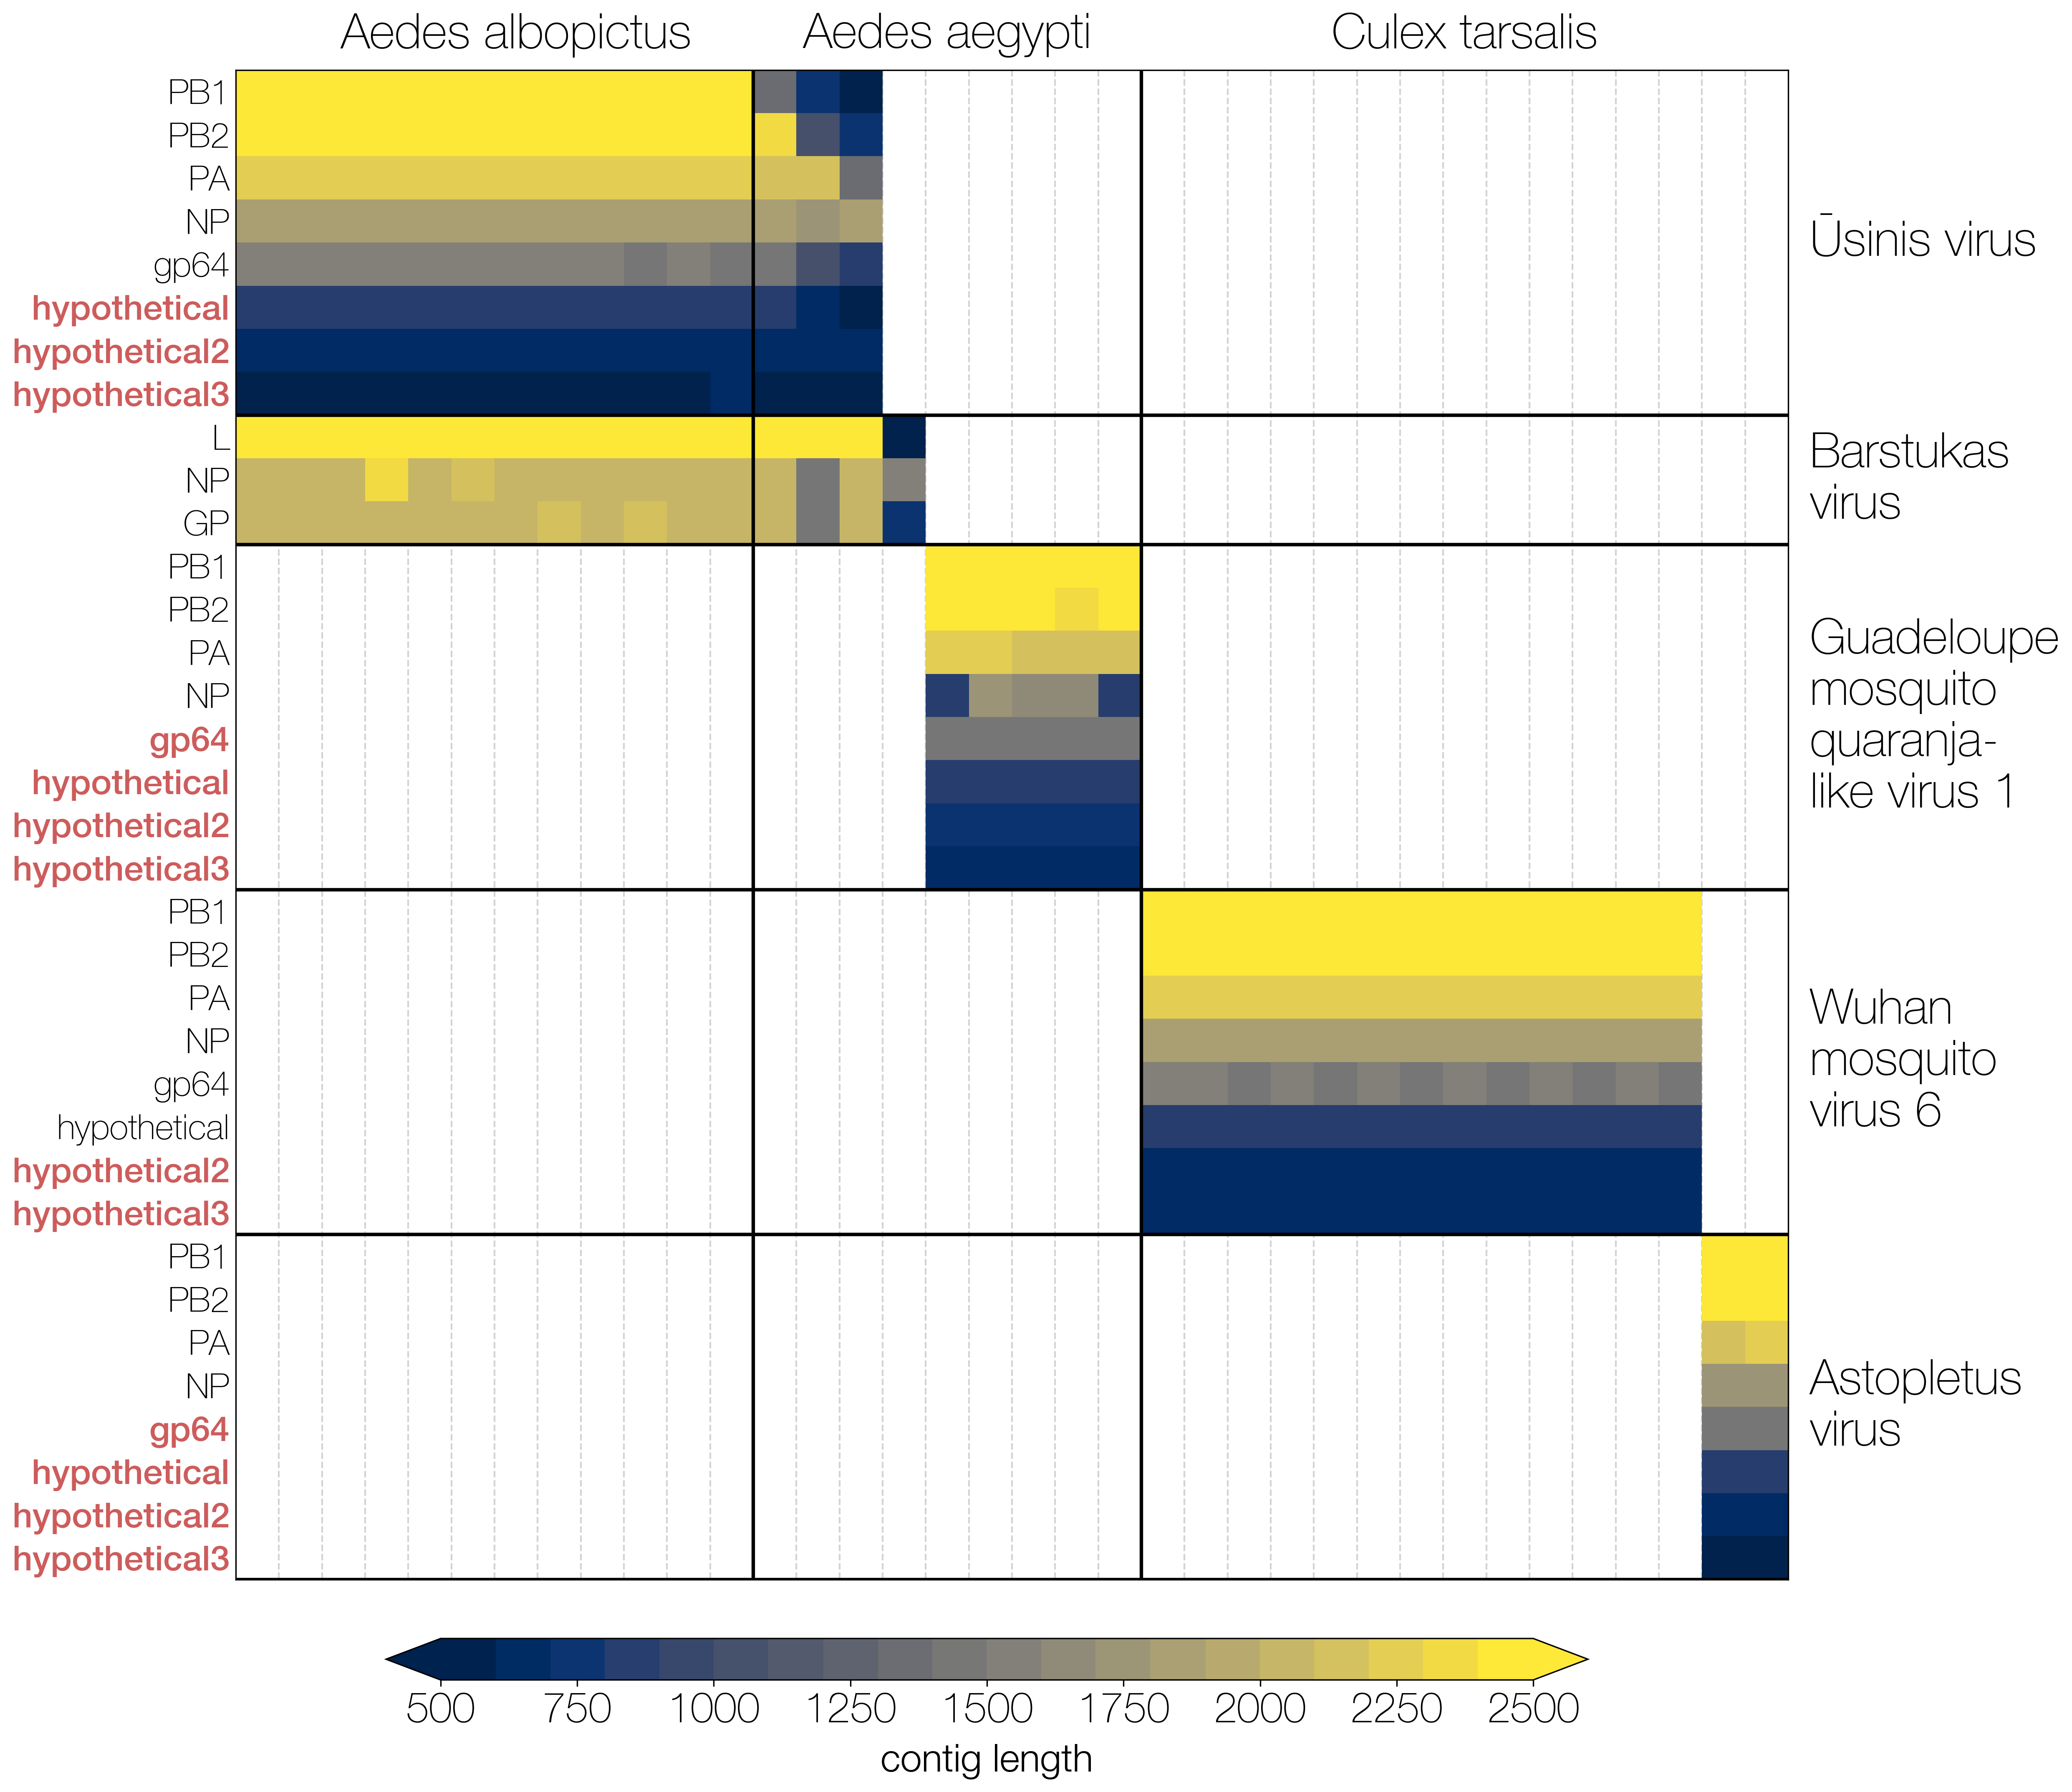 Aedes albopictus
Aedes aegypti
Culex tarsalis
PB1
PB2
PA
NP
gp64
hypothetical
hypothetical2
hypothetical3
Ūsinis virus
L
NP
GP
Barstukas
virus
PB1
PB2
PA
NP
gp64
hypothetical
hypothetical2
hypothetical3
Guadeloupe
mosquito
quaranja-
like virus 1
PB1
PB2
PA
NP
gp64
hypothetical
hypothetical2
hypothetical3
Wuhan
mosquito
virus 6
PB1
PB2
PA
NP
gp64
hypothetical
hypothetical2
hypothetical3
Astopletus
virus
500 750 1000 1250 1500 1750 2000 2250 2500
contig length